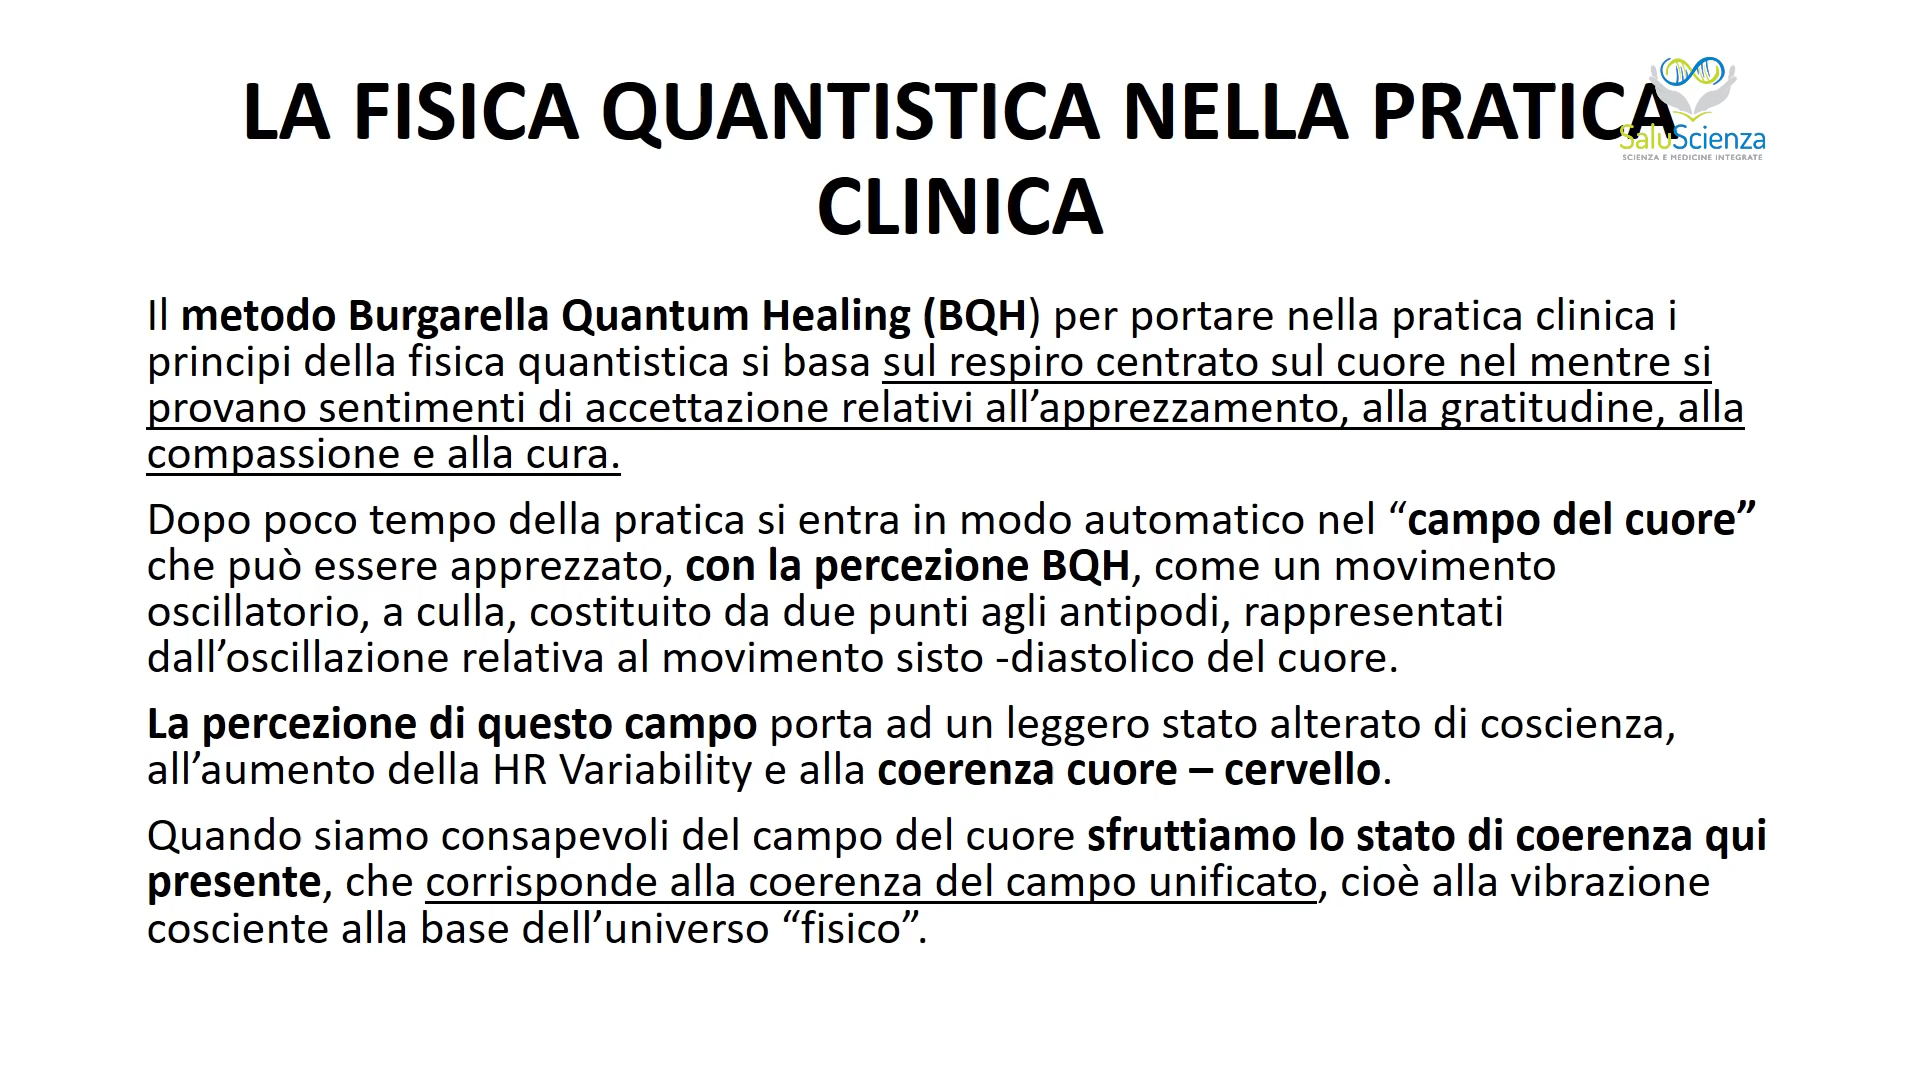 LA FISICA QUANTISTICA NELLA PRATICA
CLINICA
SaluScienza
SCIENZA E MEDICINE INTEGRATE
Il metodo Burgarella Quantum Healing (BQH) per portare nella pratica clinica i
principi della fisica quantistica si basa sul respiro centrato sul cuore nel mentre si
provano sentimenti di accettazione relativi all’apprezzamento, alla gratitudine, alla
compassione e alla cura.
Dopo poco tempo della pratica si entra in modo automatico nel “campo del cuore”
che può essere apprezzato, con la percezione BQH, come un movimento
oscillatorio, a culla, costituito da due punti agli antipodi, rappresentati
dall’oscillazione relativa al movimento sisto -diastolico del cuore.
La percezione di questo campo porta ad un leggero stato alterato di coscienza,
all’aumento della HR Variability e alla coerenza cuore – cervello.
Quando siamo consapevoli del campo del cuore sfruttiamo lo stato di coerenza qui
presente, che corrisponde alla coerenza del campo unificato, cioè alla vibrazione
cosciente alla base dell’universo “fisico”.